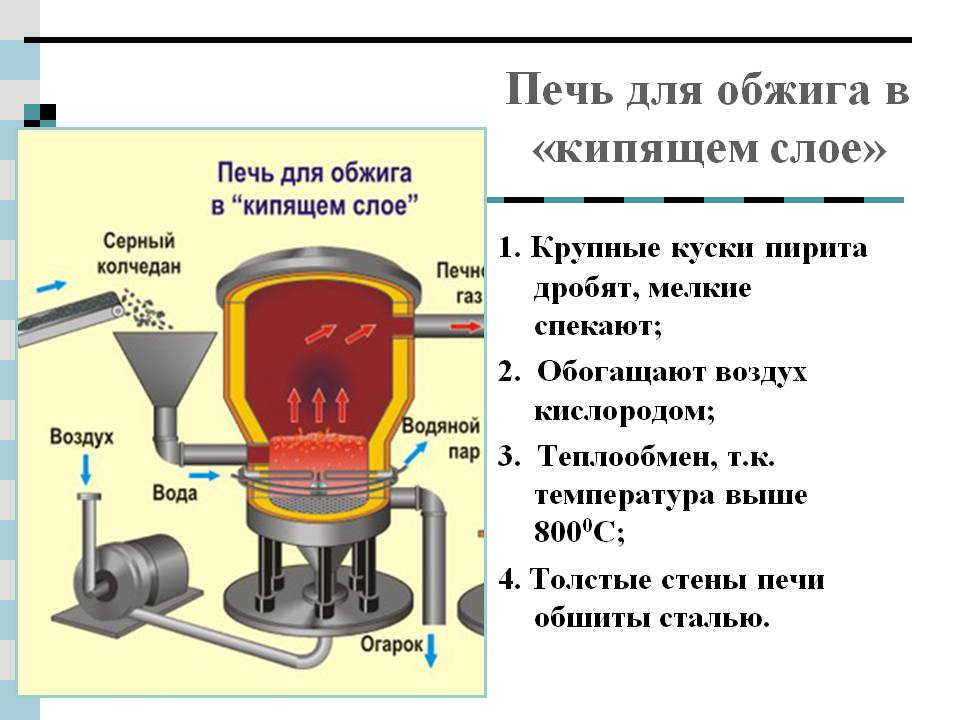 Печь для обжига в
«кипящем слое»
Печь для обжига
в “кипящем слое”
Серный
колчедан
Печно
газ
Воздух
Вода
Водяной
пар
Огарок
1. Крупные куски пирита
дробят, мелкие
спекают;
2. Обогащают воздух
кислородом;
3. Теплообмен, т.к.
температура выше
800⁰С;
4. Толстые стены печи
обшиты сталью.